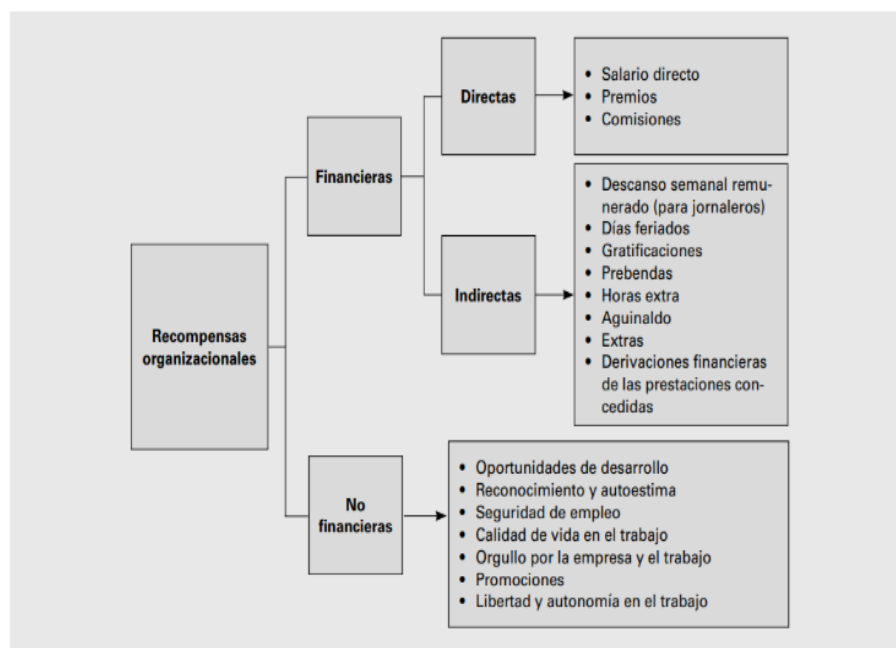 Recompensas
organizacionales
Financieras
Directas
• Salario directo
• Premios
• Comisiones
Indirectas
• Descanso semanal remu-
nerado (para jornaleros)
• Días feriados
• Gratificaciones
• Prebendas
• Horas extra
• Aguinaldo
• Extras
• Derivaciones financieras
de las prestaciones con-
cedidas
No
financieras
• Oportunidades de desarrollo
• Reconocimiento y autoestima
• Seguridad de empleo
• Calidad de vida en el trabajo
• Orgullo por la empresa y el trabajo
• Promociones
• Libertad y autonomía en el trabajo